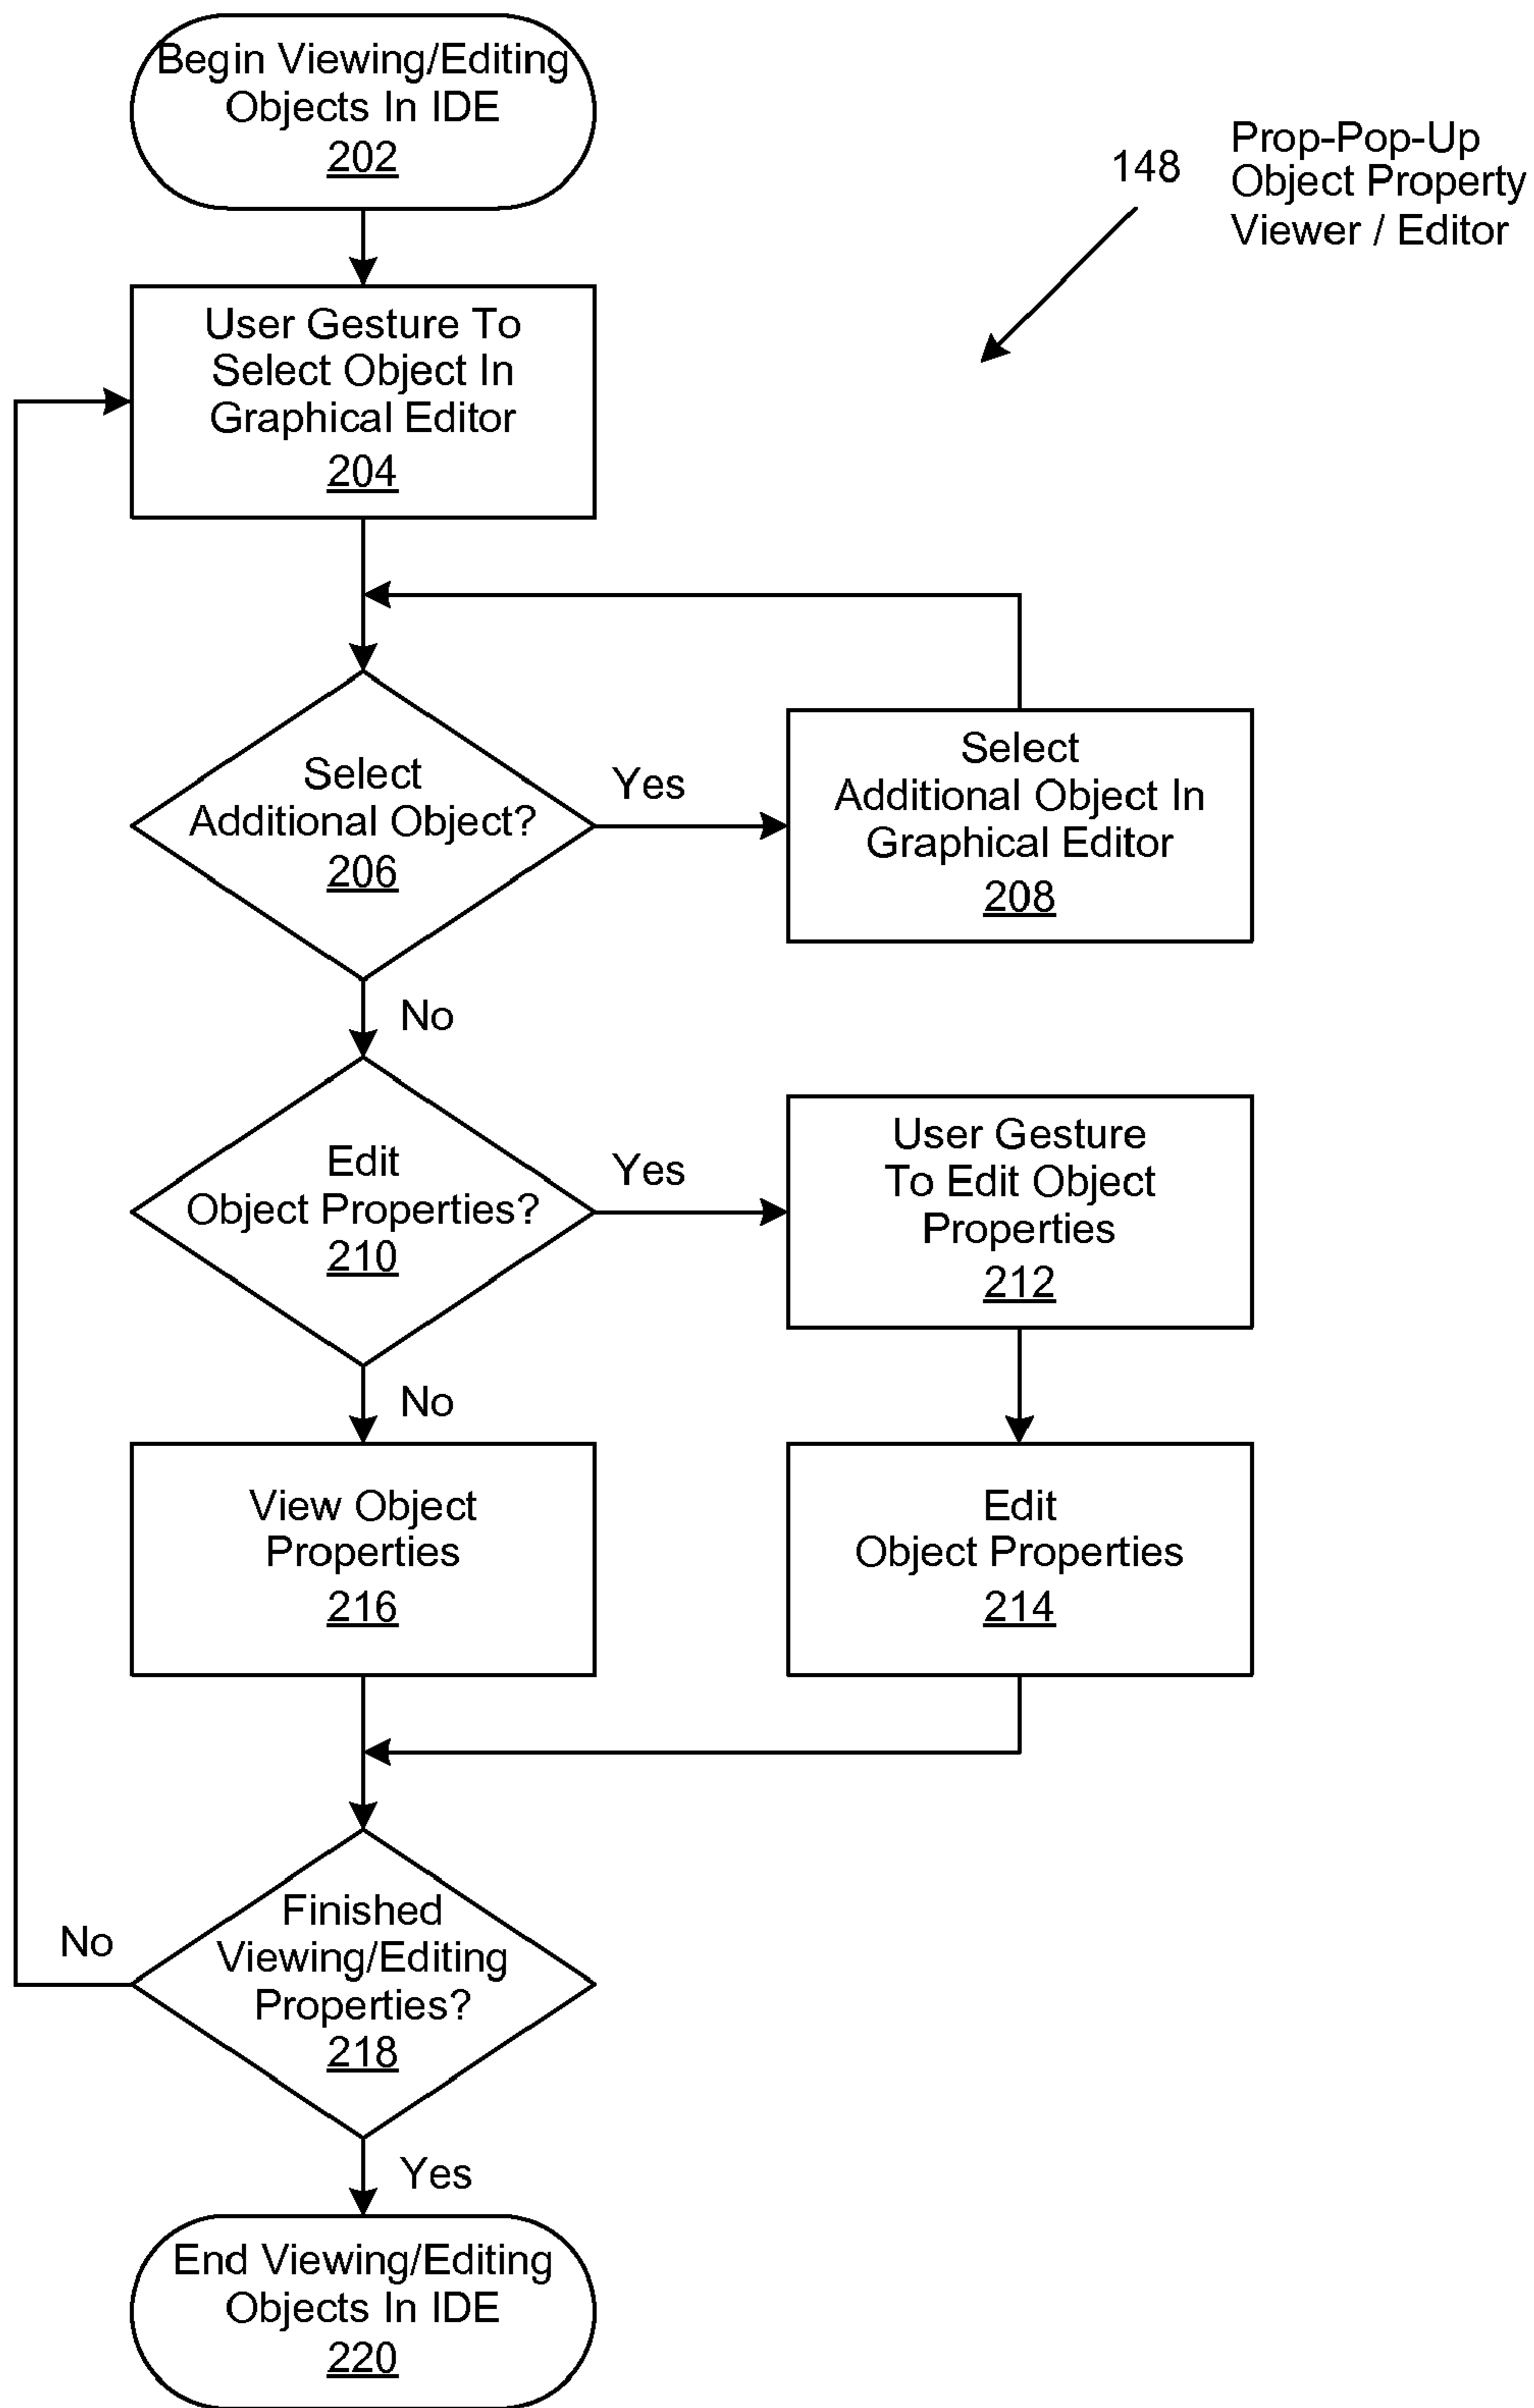 Begin Viewing/Editing
Objects In IDE
202
148
Prop-Pop-Up
Object Property
Viewer / Editor
User Gesture To
Select Object In
Graphical Editor
204
Select
Additional Object?
206
Yes
Select
Additional Object In
Graphical Editor
208
No
Edit
Object Properties?
210
Yes
User Gesture
To Edit Object
Properties
212
No
View Object
Properties
216
Edit
Object Properties
214
Finished
Viewing/Editing
Properties?
218
No
Yes
End Viewing/Editing
Objects In IDE
220